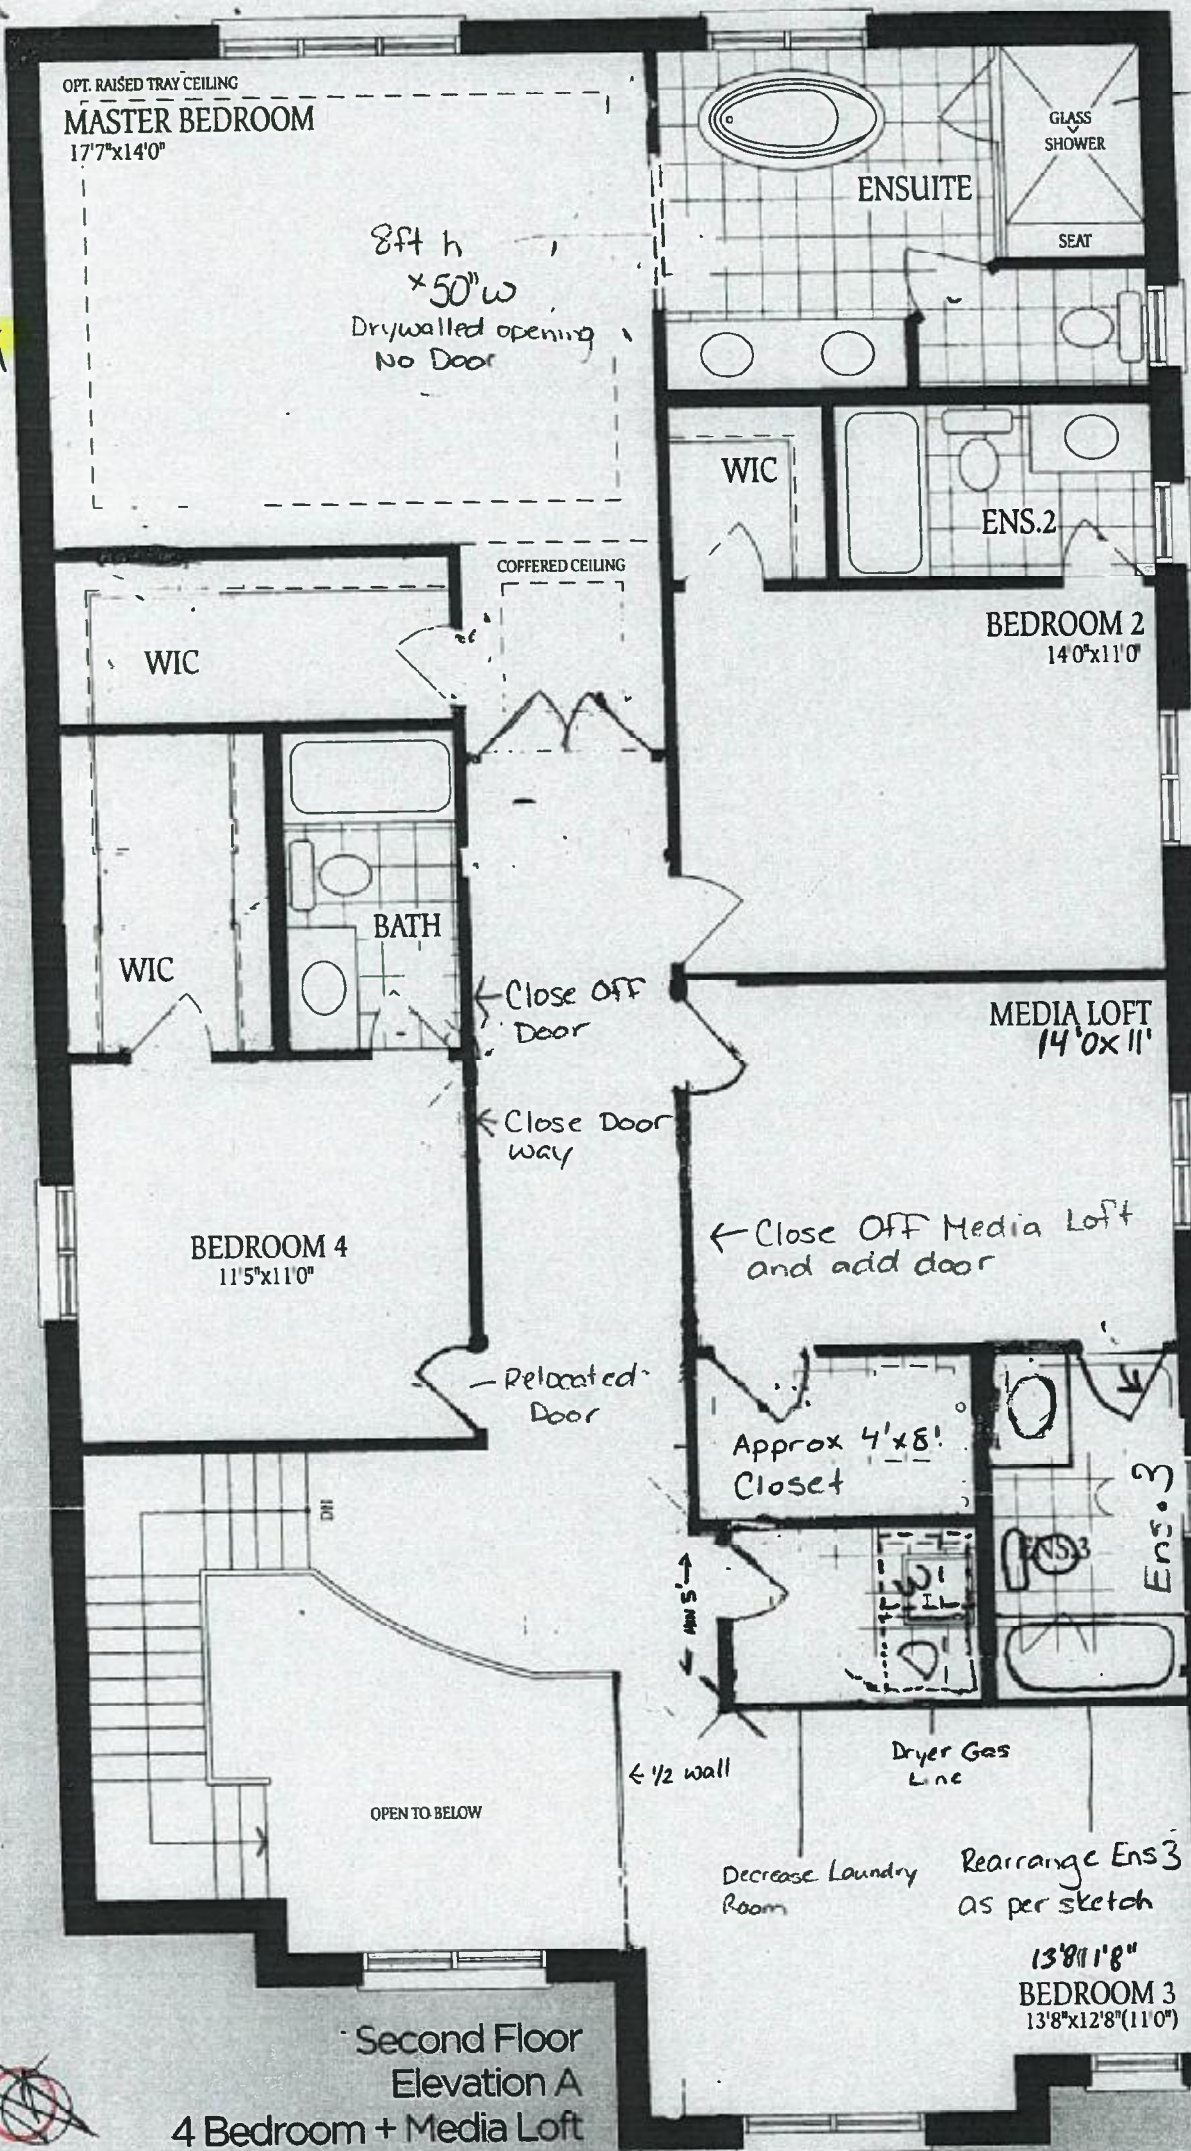 OPT. RAISED TRAY CEILING
MASTER BEDROOM
17'7"x14'0"
8ft h
x 50" w
Drywalled opening
No Door
GLASS
SHOWER
SEAT
ENSUITE
WIC
ENS.2
COFFERED CEILING
WIC
BEDROOM 2
14'0"x11'0"
WIC
BATH
← Close Off
Door
MEDIA LOFT
14'0x11'
← Close Door
way
← Close Off Media Loft
and add door
BEDROOM 4
11'5"x11'0"
Relocated
Door
Approx 4'x8'
Closet
DN
Ens.3
ENS.3
MIN 5'
W
D
← 1/2 wall
Dryer Gas
Line
OPEN TO BELOW
Decrease Laundry
Room
Rearrange Ens 3
as per sketch
BEDROOM 3
13'8"x12'8"(11'0")
Second Floor
Elevation A
4 Bedroom + Media Loft